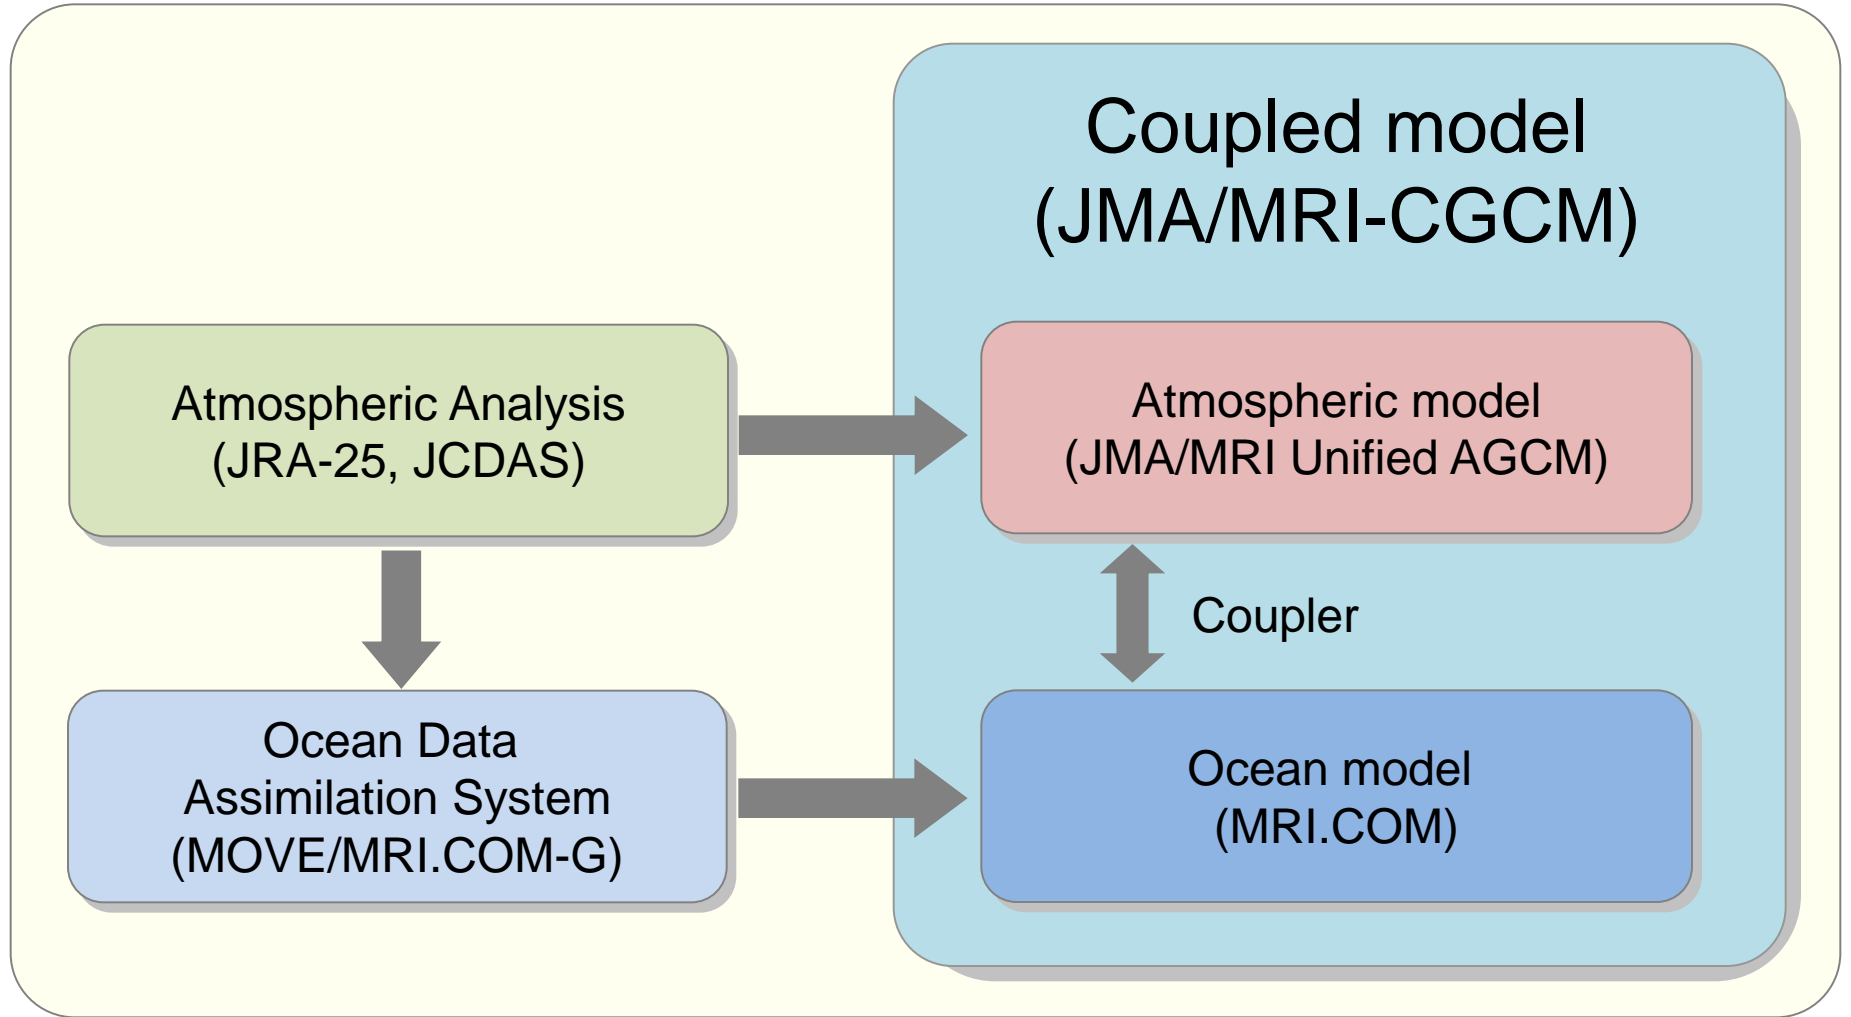 Coupled model
(JMA/MRI-CGCM)
Atmospheric Analysis
(JRA-25, JCDAS)
Atmospheric model
(JMA/MRI Unified AGCM)
Coupler
Ocean Data
Assimilation System
(MOVE/MRI.COM-G)
Ocean model
(MRI.COM)